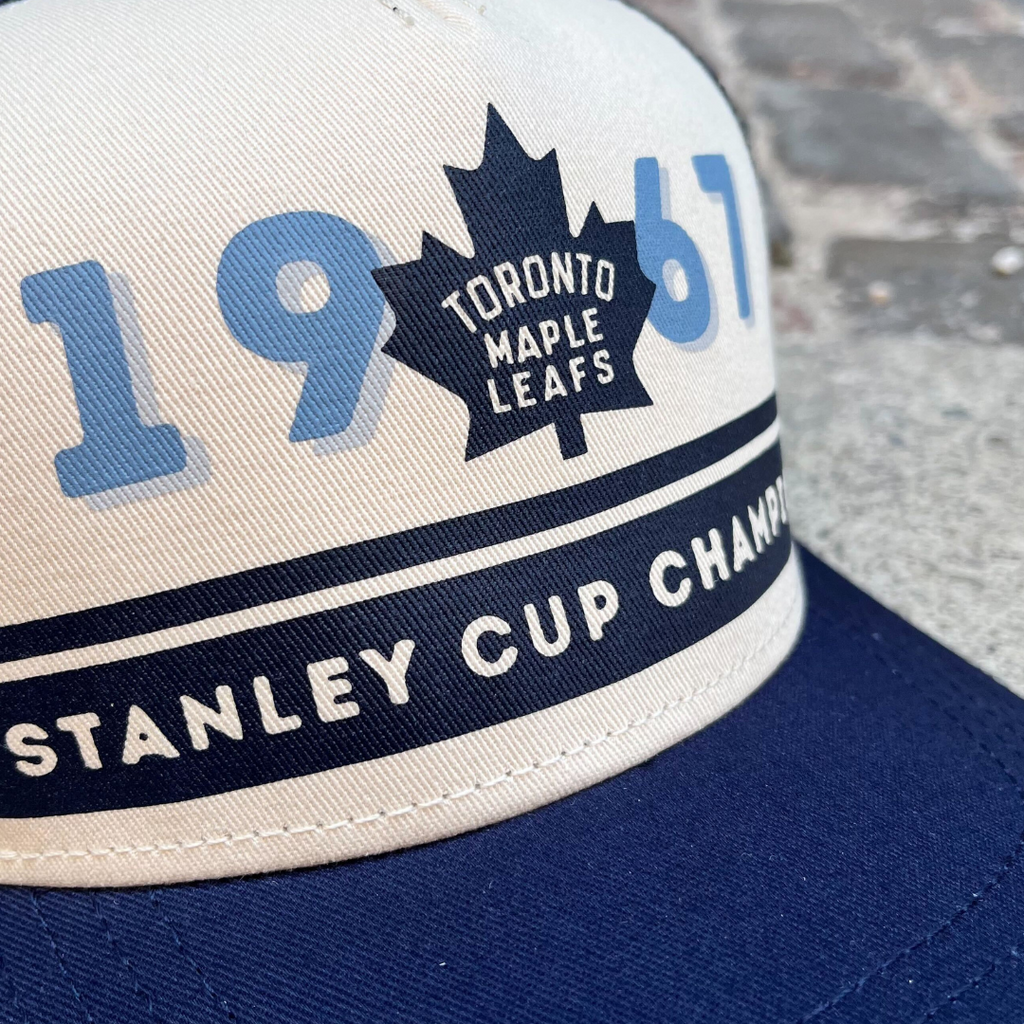 1967
TORONTO
MAPLE
LEAFS
STANLEY CUP CHAMP